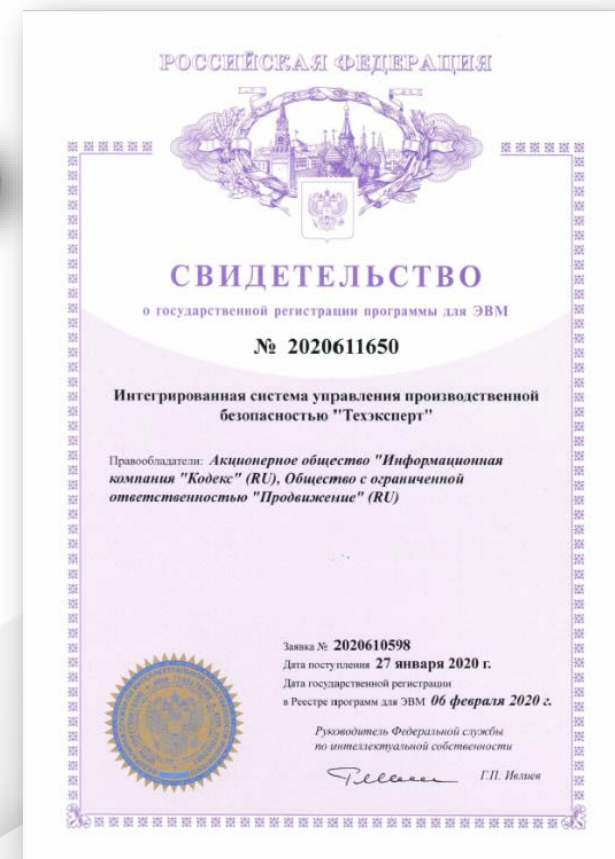 РОССИЙСКАЯ ФЕДЕРАЦИЯ
СВИДЕТЕЛЬСТВО
о государственной регистрации программы для ЭВМ
№ 2020611650
Интегрированная система управления производственной
безопасностью "Техэксперт"
Правообладатели: Акционерное общество "Информационная
компания "Кодекс" (RU), Общество с ограниченной
ответственностью "Продвижение" (RU)
Заявка № 2020610598
Дата поступления 27 января 2020 г.
Дата государственной регистрации
в Реестре программ для ЭВМ 06 февраля 2020 г.
Руководитель Федеральной службы
по интеллектуальной собственности
Г.П. Ивлиев